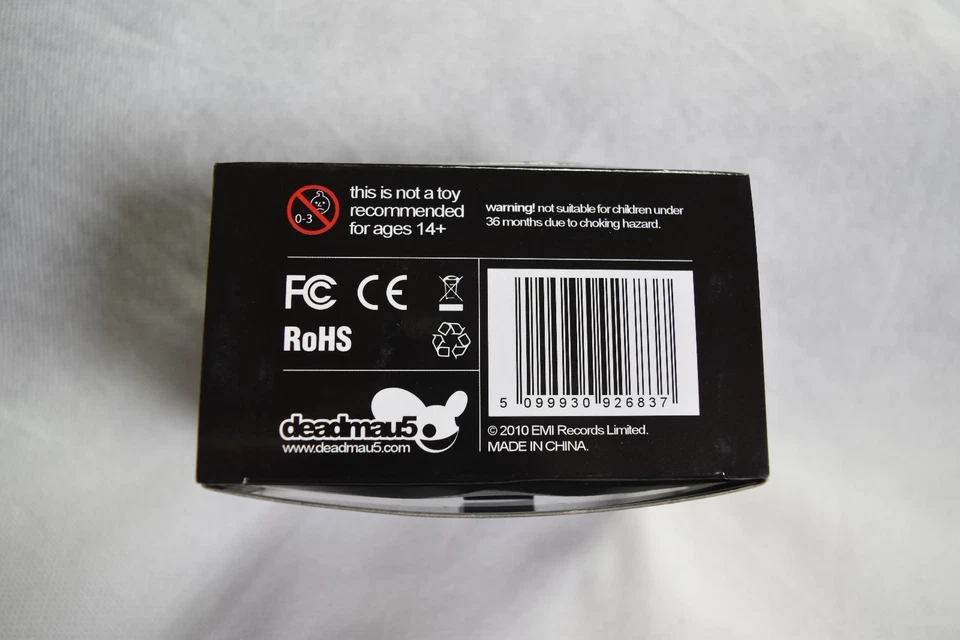 0-3
this is not a toy
recommended
for ages 14+
warning! not suitable for children under
36 months due to choking hazard.
FC CE
RoHS
deadmau5
www.deadmau5.com
5 099930 926837
© 2010 EMI Records Limited.
MADE IN CHINA.